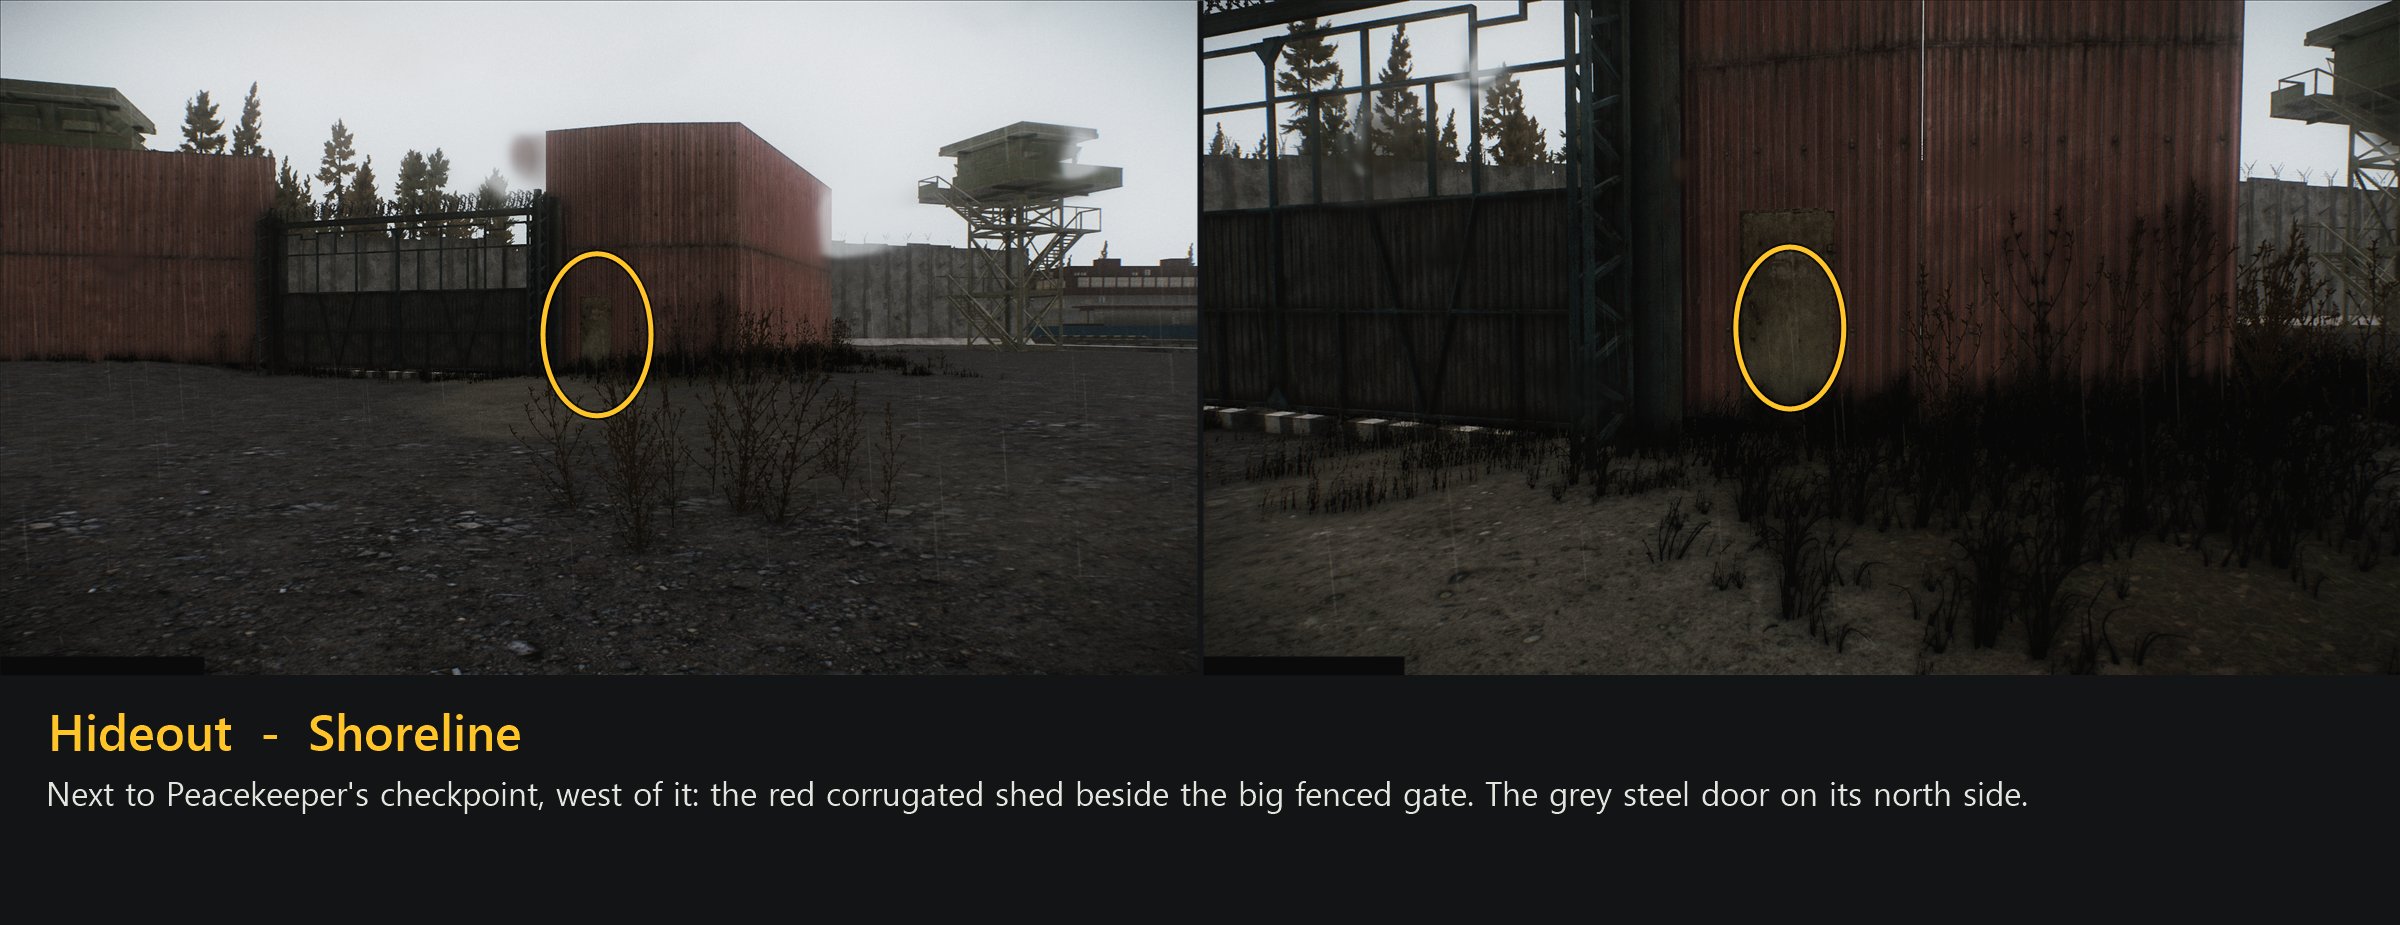 Hideout - Shoreline
Next to Peacekeeper's checkpoint, west of it: the red corrugated shed beside the big fenced gate. The grey steel door on its north side.